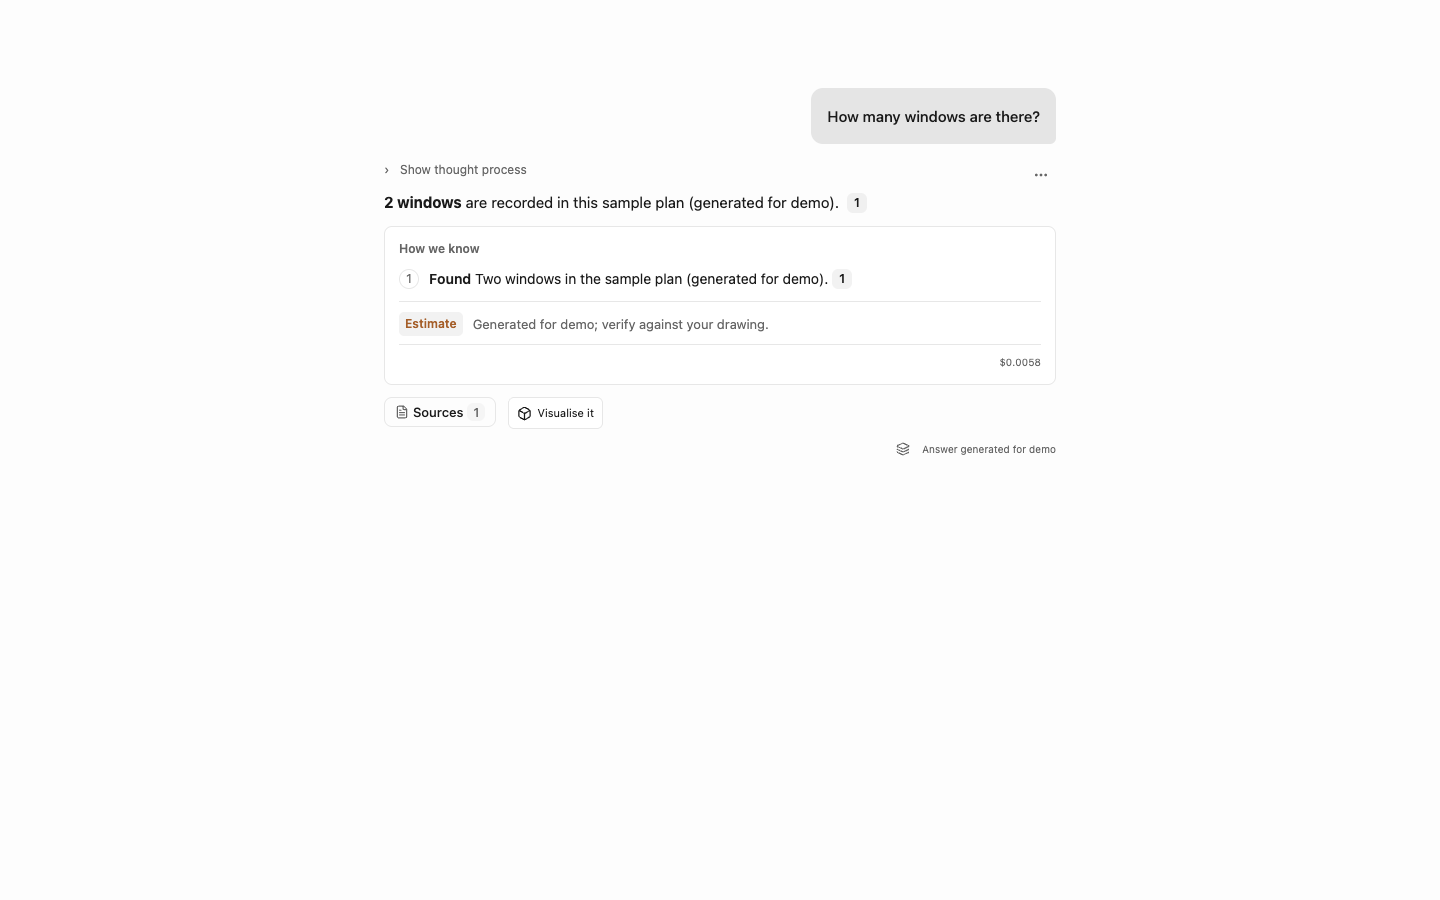 How many windows are there?
› Show thought process
...
2 windows are recorded in this sample plan (generated for demo). 1
How we know
1 Found Two windows in the sample plan (generated for demo). 1
Estimate Generated for demo; verify against your drawing.
$0.0058
Sources 1 Visualise it
Answer generated for demo